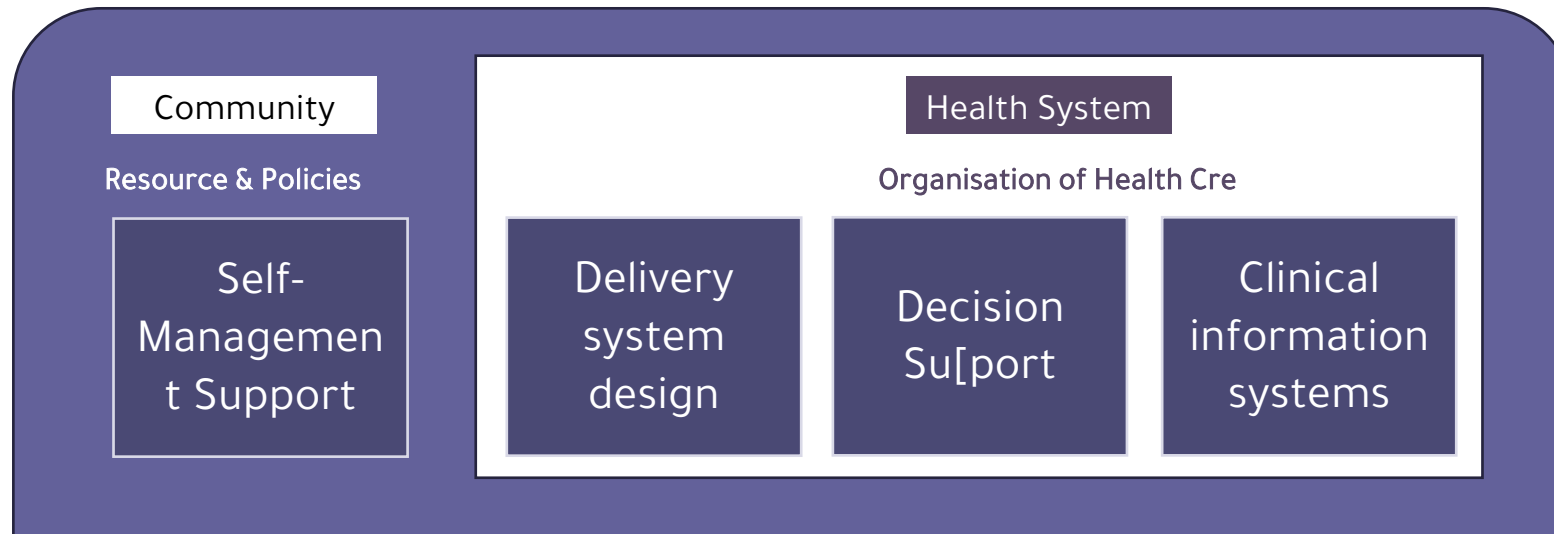 Community
Resource & Policies
Self-
Managemen
t Support
Health System
Organisation of Health Cre
Delivery
system
design
Decision
Su[port
Clinical
information
systems